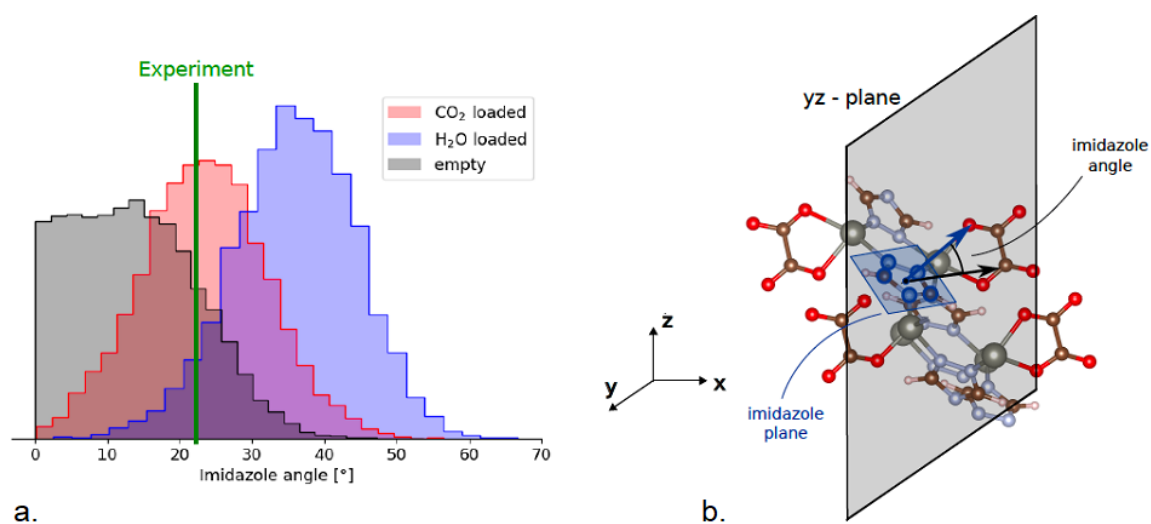 Experiment
CO₂ loaded
H₂O loaded
empty
0 10 20 30 40 50 60 70
Imidazole angle [°]
a.
yz - plane
imidazole
angle
z
y
x
imidazole
plane
b.